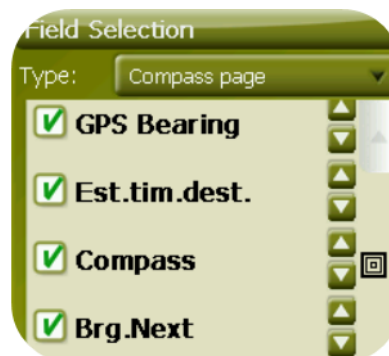 Field Selection
Type: Compass page
GPS Bearing
Est.tim.dest.
Compass
Brg.Next